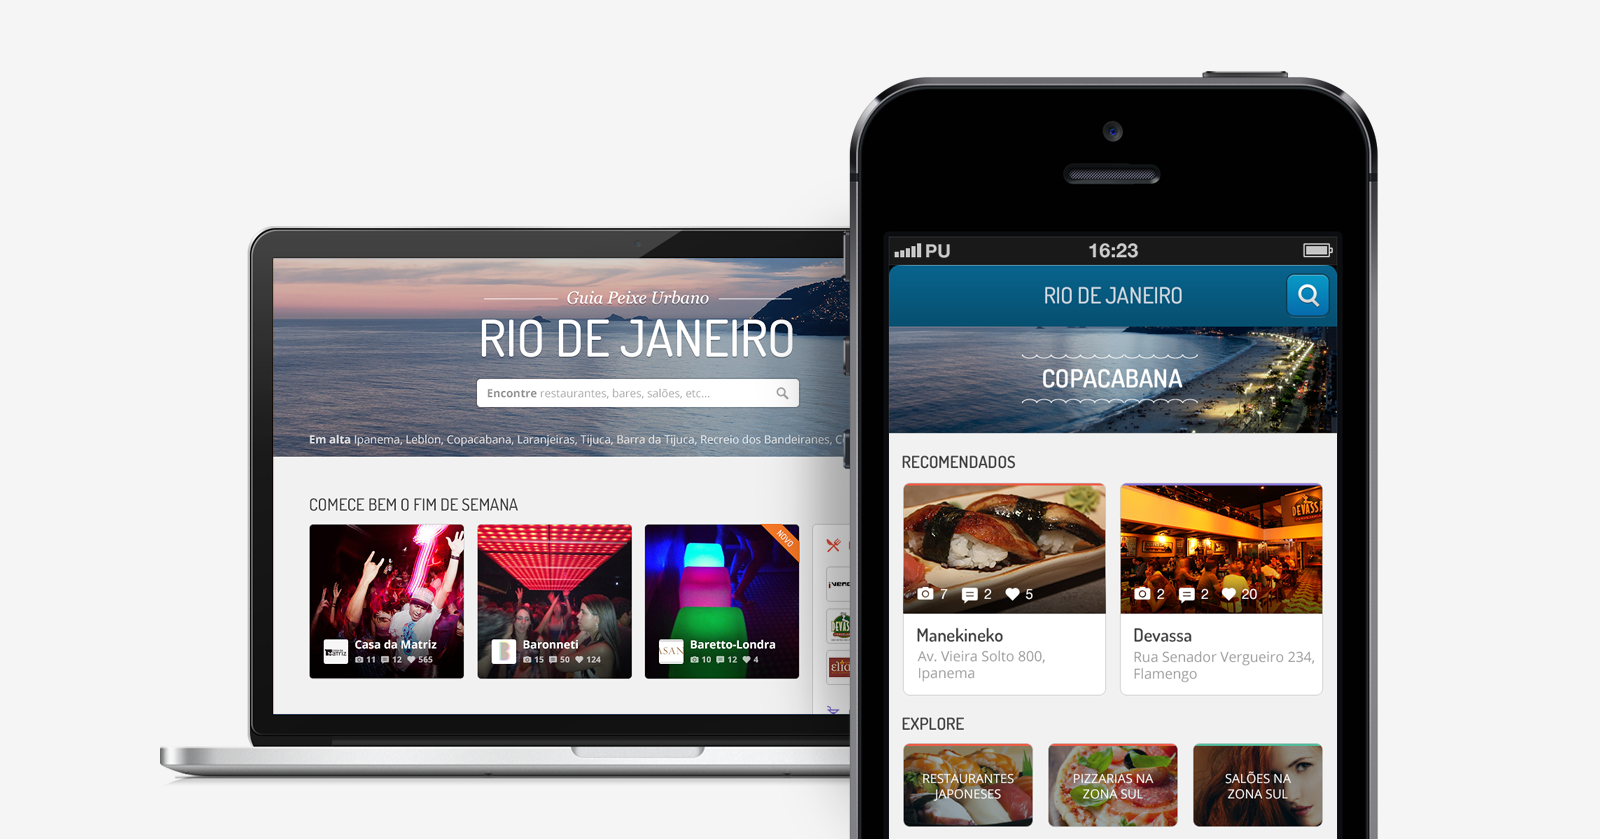 Guia Peixe Urbano
RIO DE JANEIRO
Encontre restaurantes, bares, salões, etc...
Em alta Ipanema, Leblon, Copacabana, Laranjeiras, Tijuca, Barra da Tijuca, Recreio dos Bandeiranes,
COMECE BEM O FIM DE SEMANA
Casa da Matriz
11 12 565
Baronneti
15 50 124
NOVO
Baretto-Londra
10 12 4
DEVASSA
PU 16:23
RIO DE JANEIRO
COPACABANA
RECOMENDADOS
7 2 5
Manekineko
Av. Vieira Solto 800,
Ipanema
DEVASSA
2 2 20
Devassa
Rua Senador Vergueiro 234,
Flamengo
EXPLORE
RESTAURANTES
JAPONESES
PIZZARIAS NA
ZONA SUL
SALÕES NA
ZONA SUL